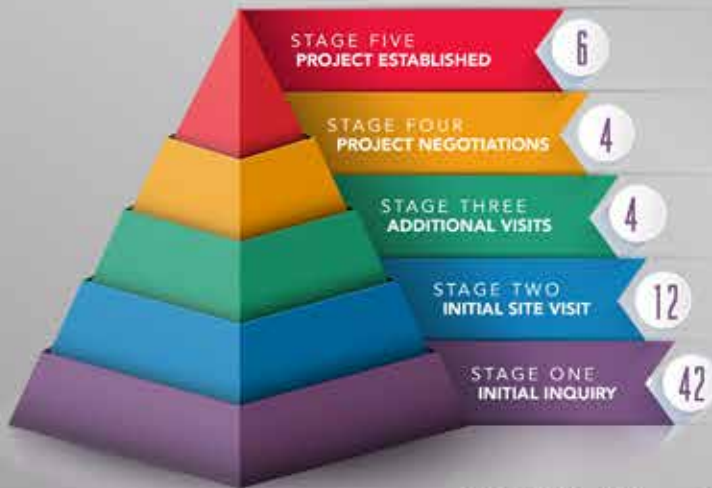 STAGE FIVE
PROJECT ESTABLISHED
6
STAGE FOUR
PROJECT NEGOTIATIONS
4
STAGE THREE
ADDITIONAL VISITS
4
STAGE TWO
INITIAL SITE VISIT
12
STAGE ONE
INITIAL INQUIRY
42